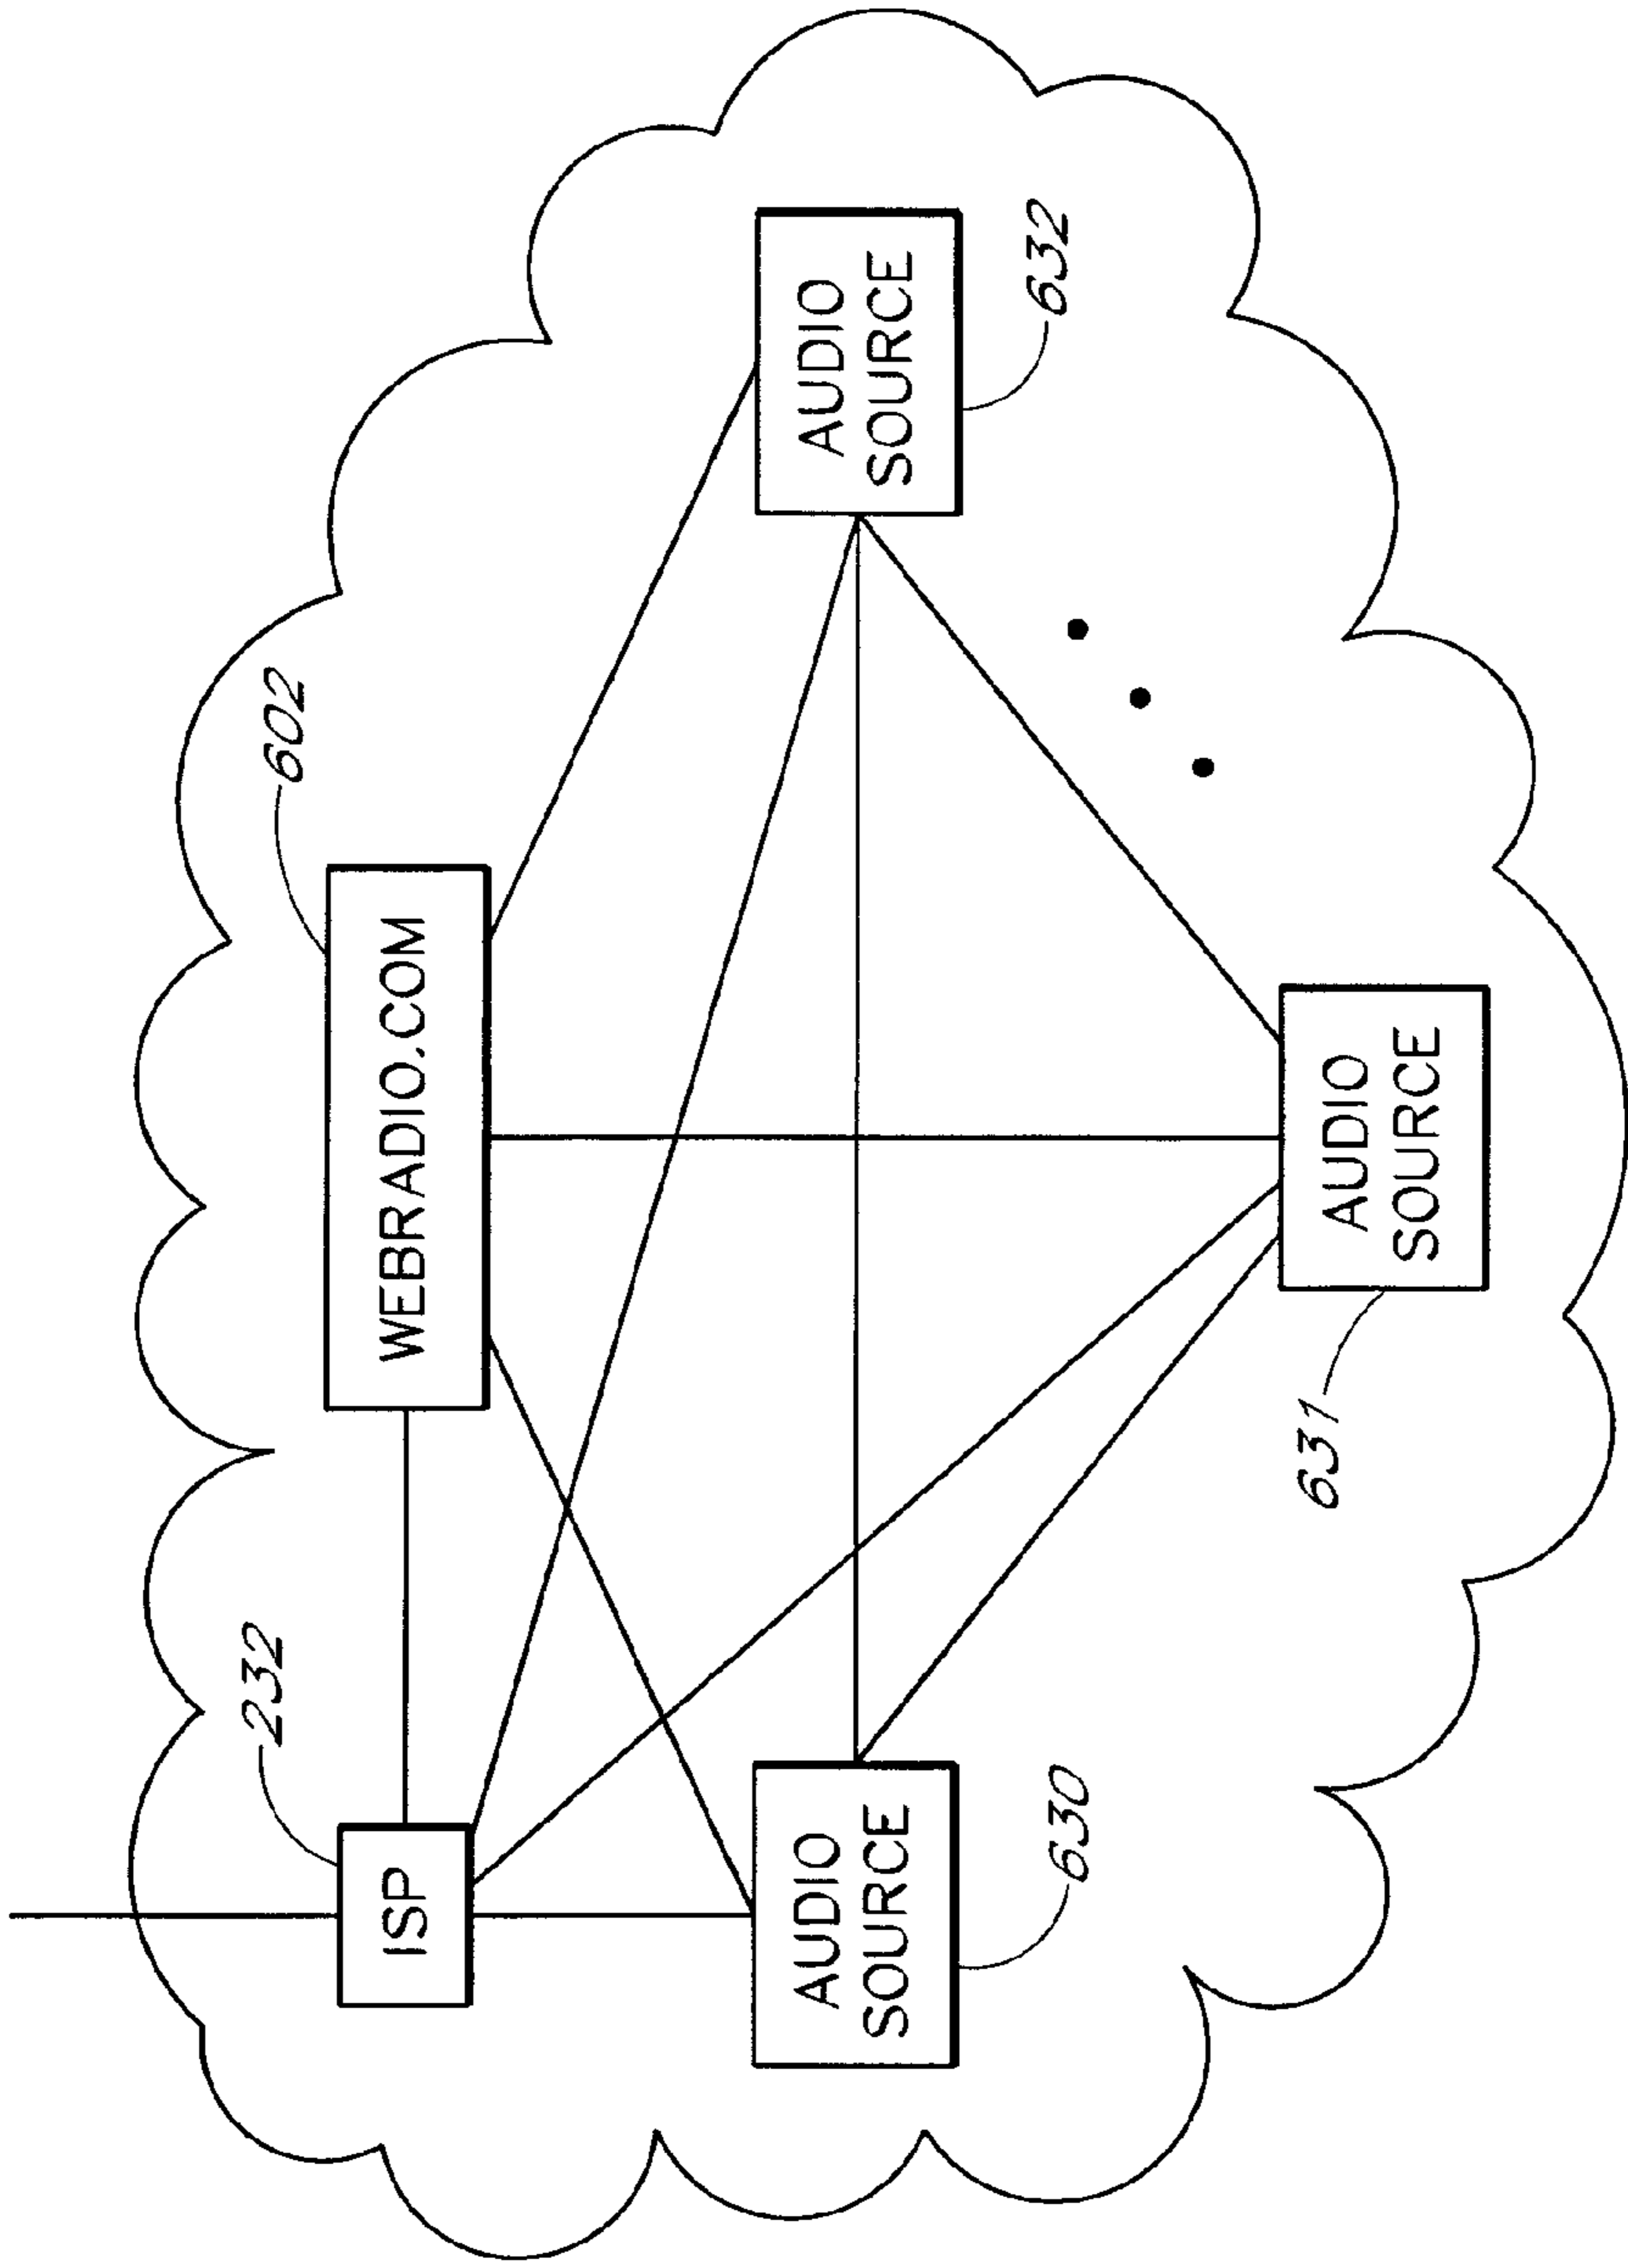 232
ISP
602
WEBRADIO.COM
AUDIO
SOURCE
630
AUDIO
SOURCE
632
631
AUDIO
SOURCE